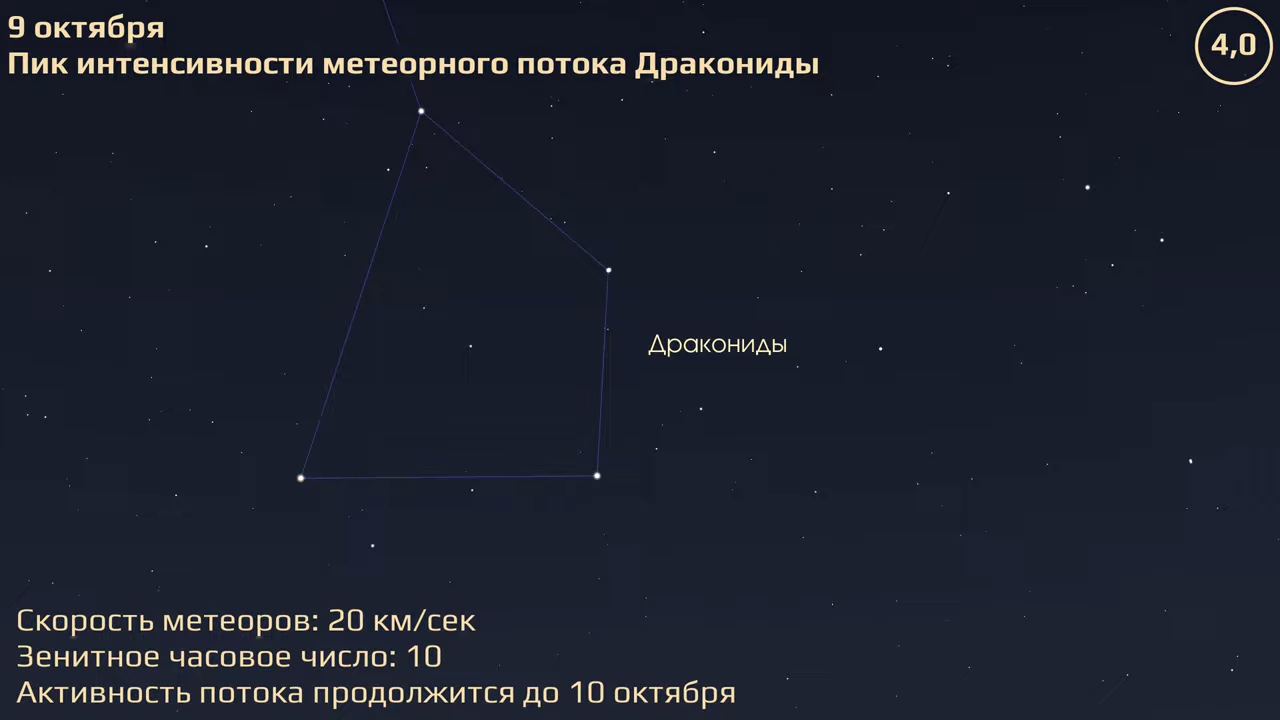 9 октября
Пик интенсивности метеорного потока Дракониды
4,0
Дракониды
Скорость метеоров: 20 км/сек
Зенитное часовое число: 10
Активность потока продолжится до 10 октября